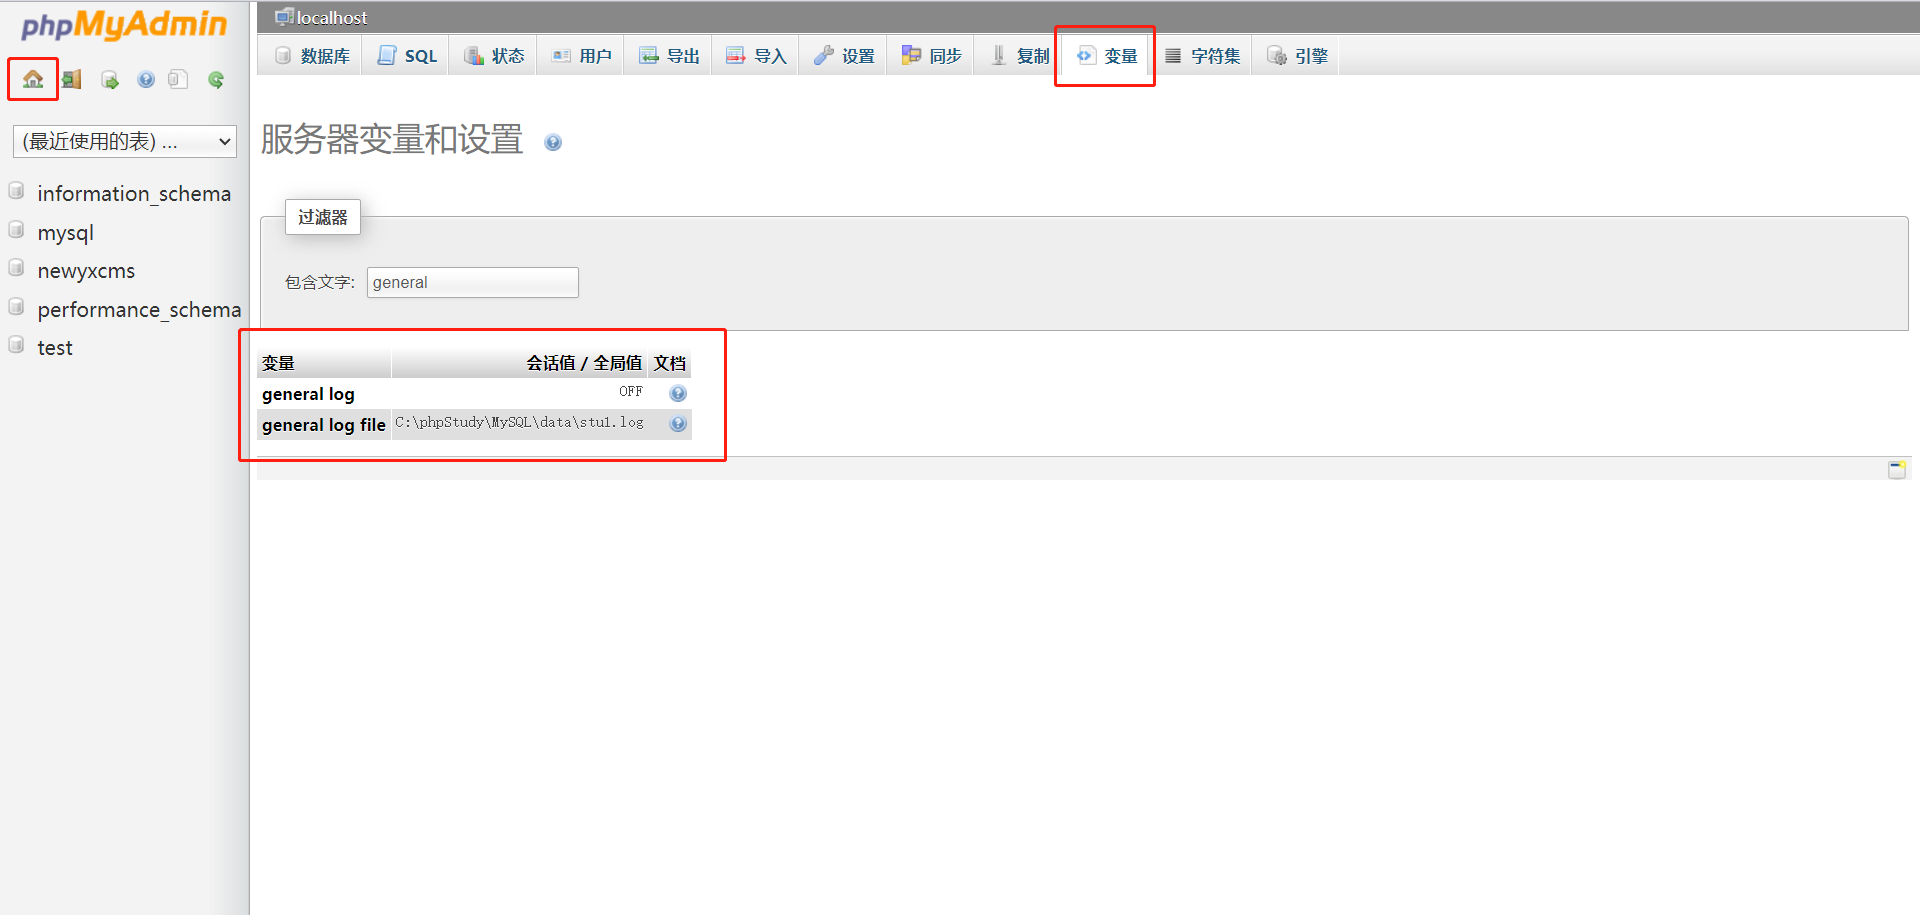 phpMyAdmin
(最近使用的表) ...
information_schema
mysql
newyxcms
performance_schema
test
localhost
数据库 SQL 状态 用户 导出 导入 设置 同步 复制 变量 字符集 引擎
服务器变量和设置
过滤器
包含文字: general
变量 会话值 / 全局值 文档
general log OFF
general log file C:\phpStudy\MySQL\data\stu1.log